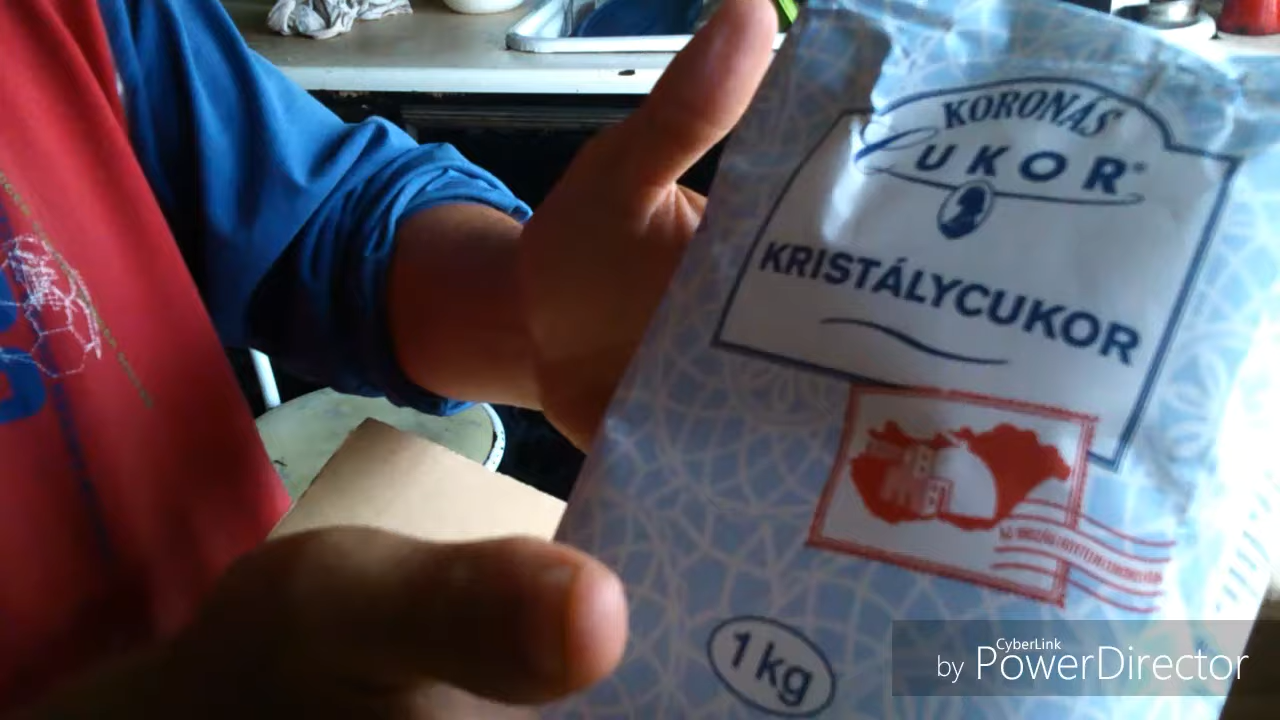 KORONÁS
CUKOR®
KRISTÁLYCUKOR
1 kg
CyberLink
by PowerDirector